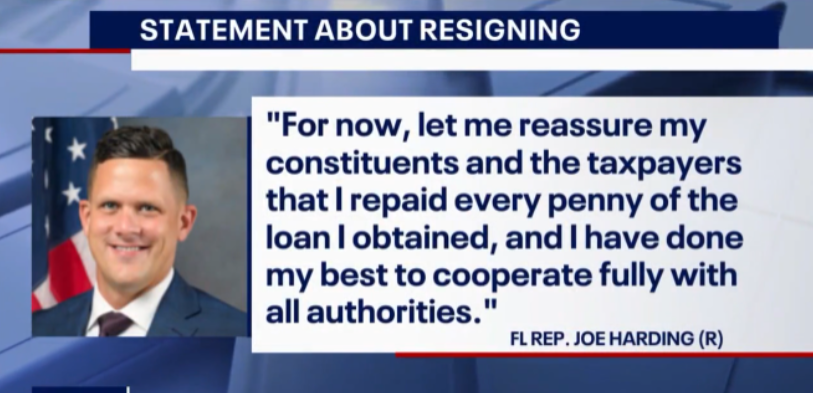 STATEMENT ABOUT RESIGNING
"For now, let me reassure my
constituents and the taxpayers
that I repaid every penny of the
loan I obtained, and I have done
my best to cooperate fully with
all authorities."
FL REP. JOE HARDING (R)